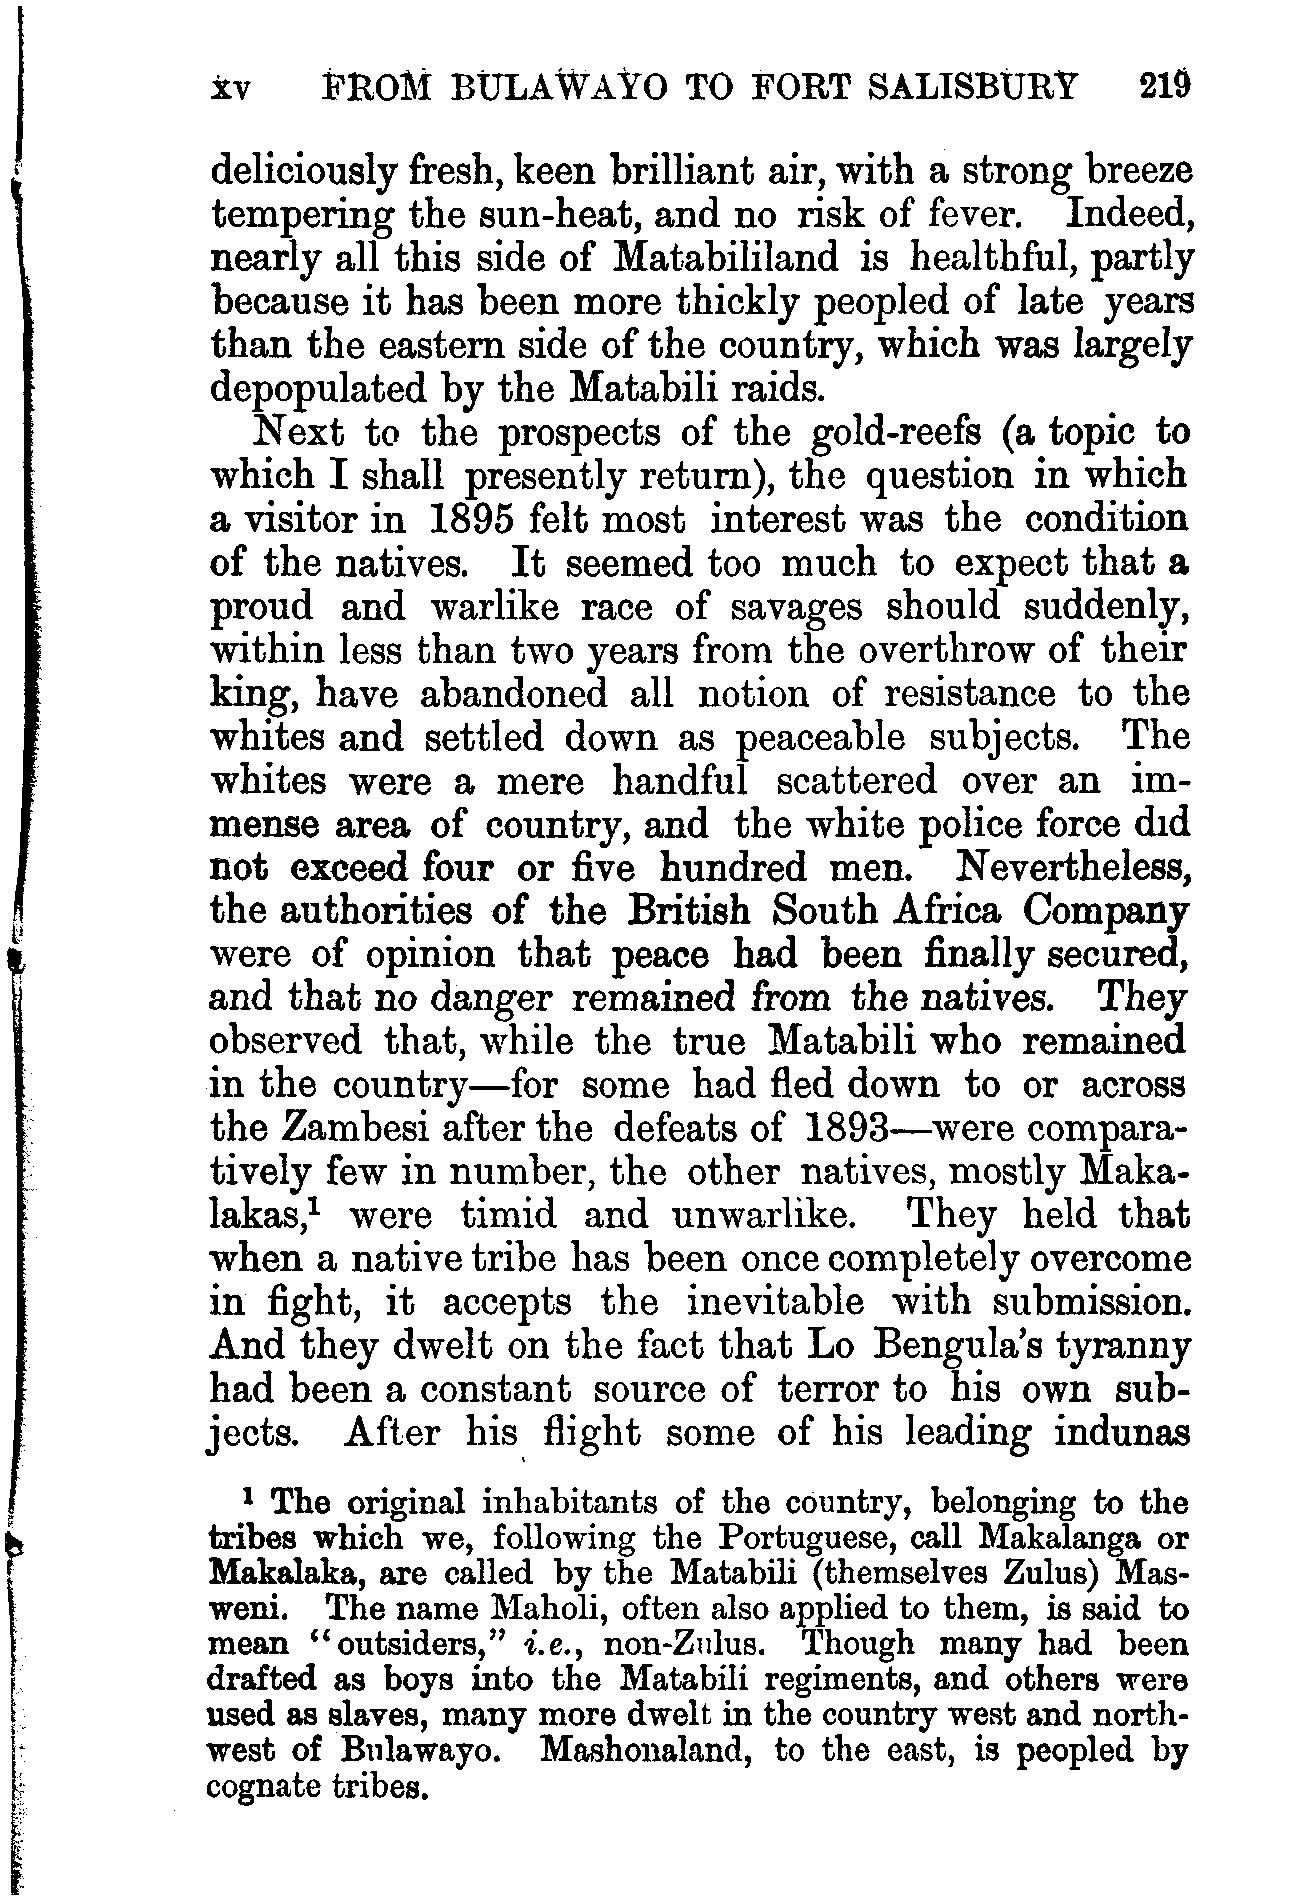 xv FROM BULAWAYO TO FORT SALISBURY 219
deliciously fresh, keen brilliant air, with a strong breeze
tempering the sun-heat, and no risk of fever. Indeed,
nearly all this side of Matabililand is healthful, partly
because it has been more thickly peopled of late years
than the eastern side of the country, which was largely
depopulated by the Matabili raids.
Next to the prospects of the gold-reefs (a topic to
which I shall presently return), the question in which
a visitor in 1895 felt most interest was the condition
of the natives. It seemed too much to expect that a
proud and warlike race of savages should suddenly,
within less than two years from the overthrow of their
king, have abandoned all notion of resistance to the
whites and settled down as peaceable subjects. The
whites were a mere handful scattered over an im-
mense area of country, and the white police force did
not exceed four or five hundred men. Nevertheless,
the authorities of the British South Africa Company
were of opinion that peace had been finally secured,
and that no danger remained from the natives. They
observed that, while the true Matabili who remained
in the country—for some had fled down to or across
the Zambesi after the defeats of 1893—were compara-
tively few in number, the other natives, mostly Maka-
lakas,¹ were timid and unwarlike. They held that
when a native tribe has been once completely overcome
in fight, it accepts the inevitable with submission.
And they dwelt on the fact that Lo Bengula's tyranny
had been a constant source of terror to his own sub-
jects. After his flight some of his leading indunas
¹ The original inhabitants of the country, belonging to the
tribes which we, following the Portuguese, call Makalanga or
Makalaka, are called by the Matabili (themselves Zulus) Mas-
weni. The name Maholi, often also applied to them, is said to
mean "outsiders," i.e., non-Zulus. Though many had been
drafted as boys into the Matabili regiments, and others were
used as slaves, many more dwelt in the country west and north-
west of Bulawayo. Mashonaland, to the east, is peopled by
cognate tribes.